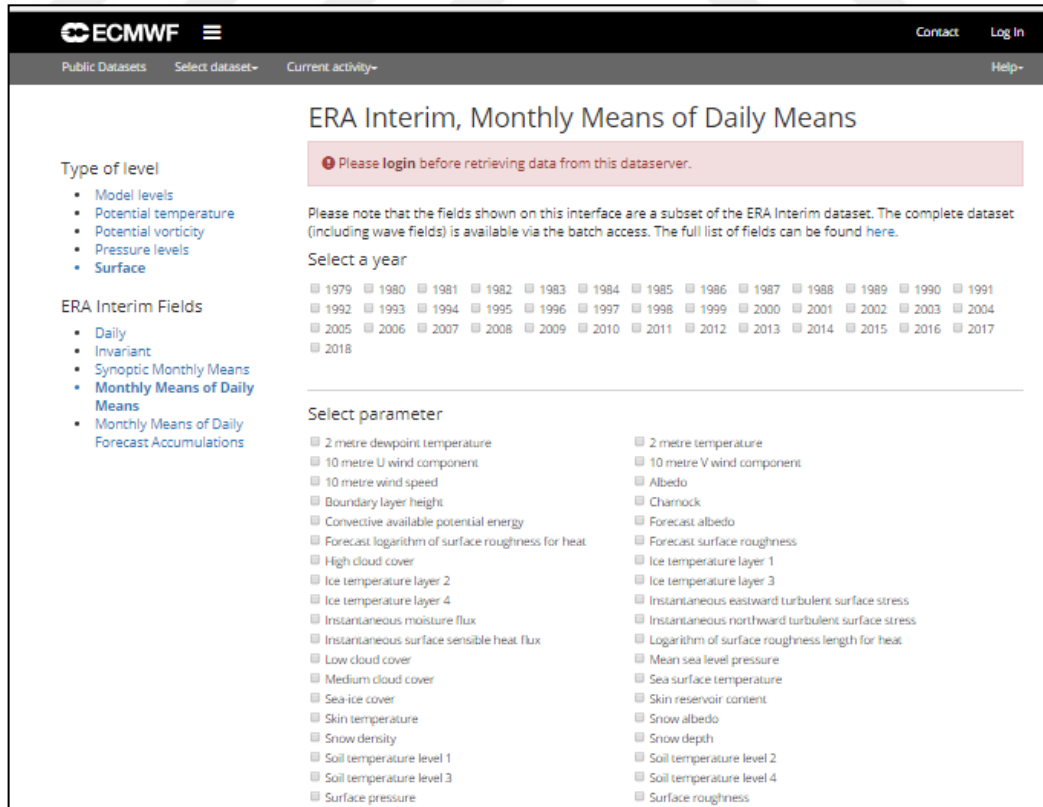 ECMWF
Contact Log In
Public Datasets Select dataset Current activity Help
ERA Interim, Monthly Means of Daily Means
Please login before retrieving data from this dataserver.
Type of level
• Model levels
• Potential temperature
• Potential vorticity
• Pressure levels
• Surface
ERA Interim Fields
• Daily
• Invariant
• Synoptic Monthly Means
• Monthly Means of Daily
Means
• Monthly Means of Daily
Forecast Accumulations
Please note that the fields shown on this interface are a subset of the ERA Interim dataset. The complete dataset
(including wave fields) is available via the batch access. The full list of fields can be found here.
Select a year
1979 1980 1981 1982 1983 1984 1985 1986 1987 1988 1989 1990 1991
1992 1993 1994 1995 1996 1997 1998 1999 2000 2001 2002 2003 2004
2005 2006 2007 2008 2009 2010 2011 2012 2013 2014 2015 2016 2017
2018
Select parameter
2 metre dewpoint temperature 2 metre temperature
10 metre U wind component 10 metre V wind component
10 metre wind speed Albedo
Boundary layer height Charnock
Convective available potential energy Forecast albedo
Forecast logarithm of surface roughness for heat Forecast surface roughness
High cloud cover Ice temperature layer 1
Ice temperature layer 2 Ice temperature layer 3
Ice temperature layer 4 Instantaneous eastward turbulent surface stress
Instantaneous moisture flux Instantaneous northward turbulent surface stress
Instantaneous surface sensible heat flux Logarithm of surface roughness length for heat
Low cloud cover Mean sea level pressure
Medium cloud cover Sea surface temperature
Sea-ice cover Skin reservoir content
Skin temperature Snow albedo
Snow density Snow depth
Soil temperature level 1 Soil temperature level 2
Soil temperature level 3 Soil temperature level 4
Surface pressure Surface roughness